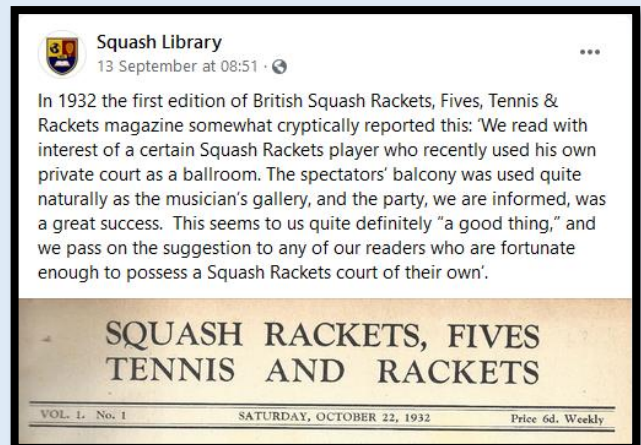 Squash Library
13 September at 08:51 ·
In 1932 the first edition of British Squash Rackets, Fives, Tennis &
Rackets magazine somewhat cryptically reported this: ‘We read with
interest of a certain Squash Rackets player who recently used his own
private court as a ballroom. The spectators’ balcony was used quite
naturally as the musician’s gallery, and the party, we are informed, was
a great success.  This seems to us quite definitely “a good thing,” and
we pass on the suggestion to any of our readers who are fortunate
enough to possess a Squash Rackets court of their own’.
SQUASH RACKETS, FIVES
TENNIS AND RACKETS
VOL. 1. No. 1 SATURDAY, OCTOBER 22, 1932 Price 6d. Weekly